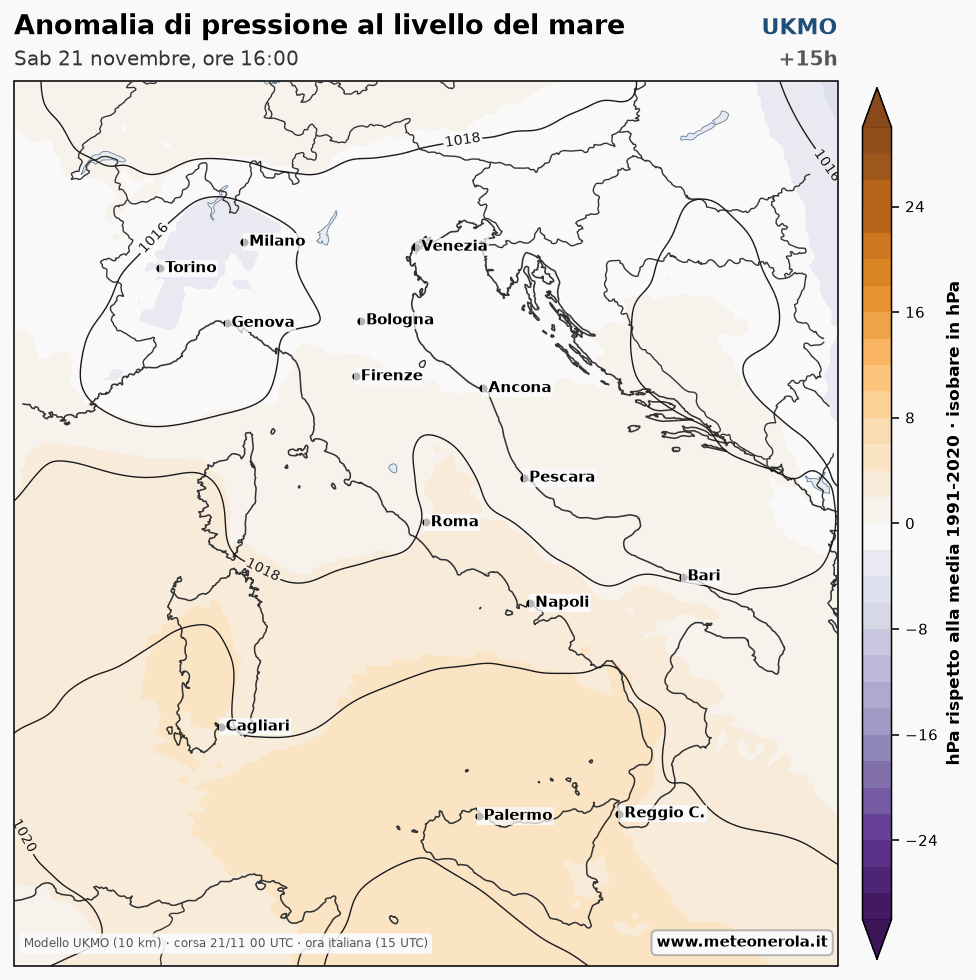 Anomalia di pressione al livello del mare
UKMO
Sab 21 novembre, ore 16:00
+15h
1018
1016
1016
Milano
Venezia
Torino
Genova
Bologna
Firenze
Ancona
Pescara
Roma
1018
Bari
Napoli
Cagliari
Palermo
Reggio C.
1020
24
16
8
0
−8
−16
−24
hPa rispetto alla media 1991-2020 · isobare in hPa
Modello UKMO (10 km) · corsa 21/11 00 UTC · ora italiana (15 UTC)
www.meteonerola.it